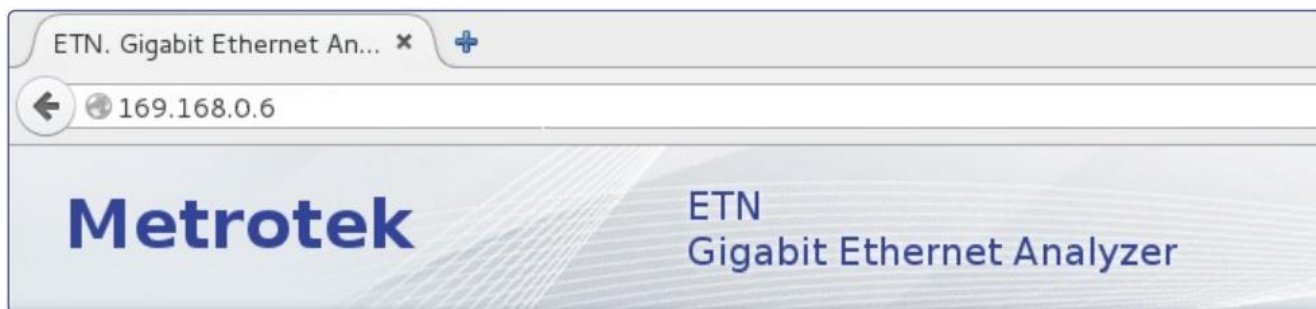 ETN. Gigabit Ethernet An...
169.168.0.6
Metrotek
ETN
Gigabit Ethernet Analyzer